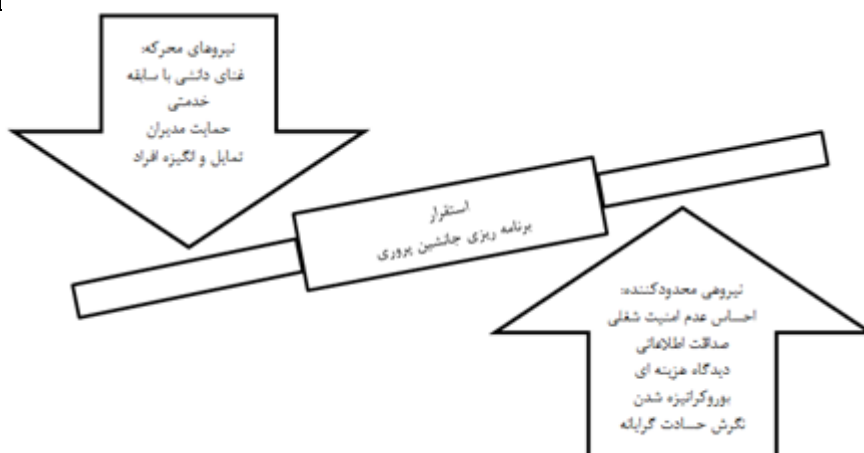 نیروهای محرکه:
غنای دانشی با سابقه
خدمتی
حمایت مدیران
تمایل و انگیزه افراد
استقرار
برنامه ریزی جانشین پروری
نیروهی محدودکننده:
احساس عدم امنیت شغلی
صداقت اطلاعاتی
دیدگاه هزینه ای
بوروکراتیزه شدن
نگرش حسادت گرایانه